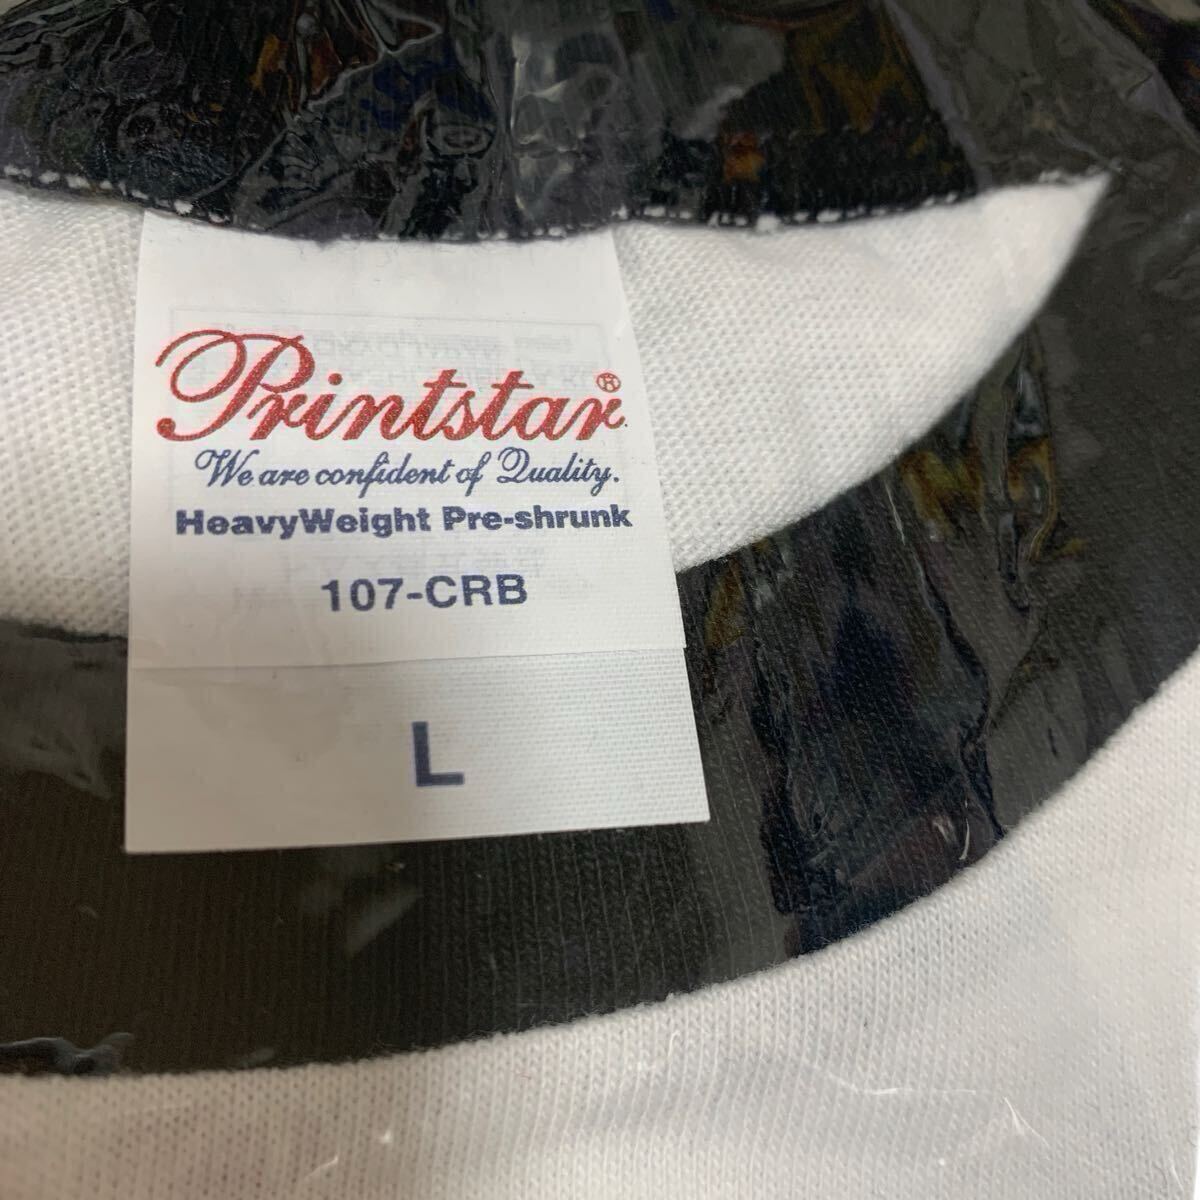 Printstar®
We are confident of Quality.
HeavyWeight Pre-shrunk
107-CRB
L